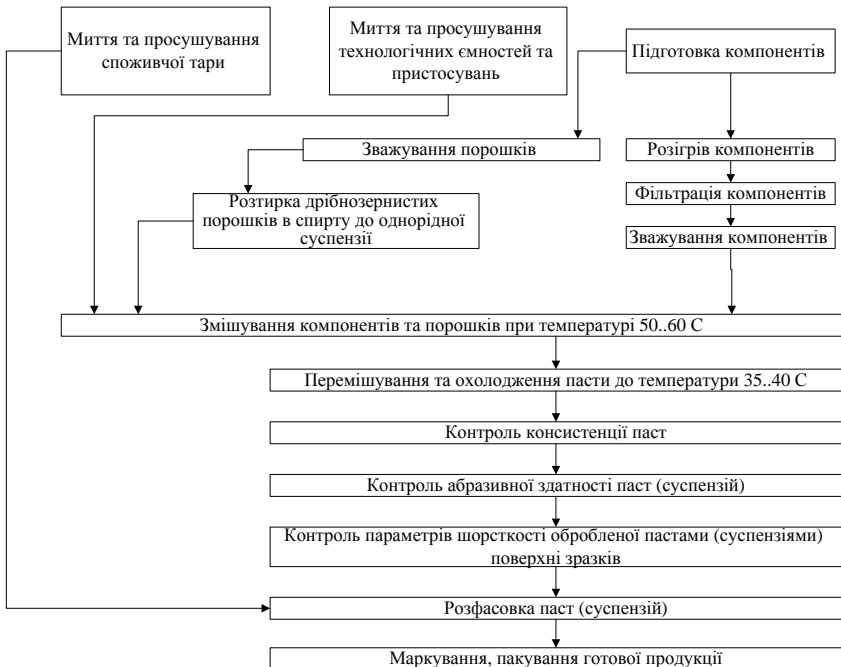 Миття та просушування
споживчої тари
Миття та просушування
технологічних ємностей та
пристосувань
Підготовка компонентів
Зважування порошків
Розігрів компонентів
Фільтрація компонентів
Розтирка дрібнозернистих
порошків в спирту до однорідної
суспензії
Зважування компонентів
Змішування компонентів та порошків при температурі 50..60 С
Перемішування та охолодження пасти до температури 35..40 С
Контроль консистенції паст
Контроль абразивної здатності паст (суспензій)
Контроль параметрів шорсткості обробленої пастами (суспензіями)
поверхні зразків
Розфасовка паст (суспензій)
Маркування, пакування готової продукції